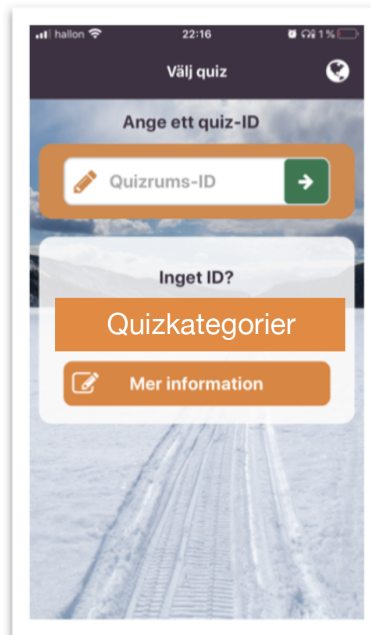 hallon 22:16 1 %
Välj quiz
Ange ett quiz-ID
Quizrums-ID
Inget ID?
Quizkategorier
Mer information